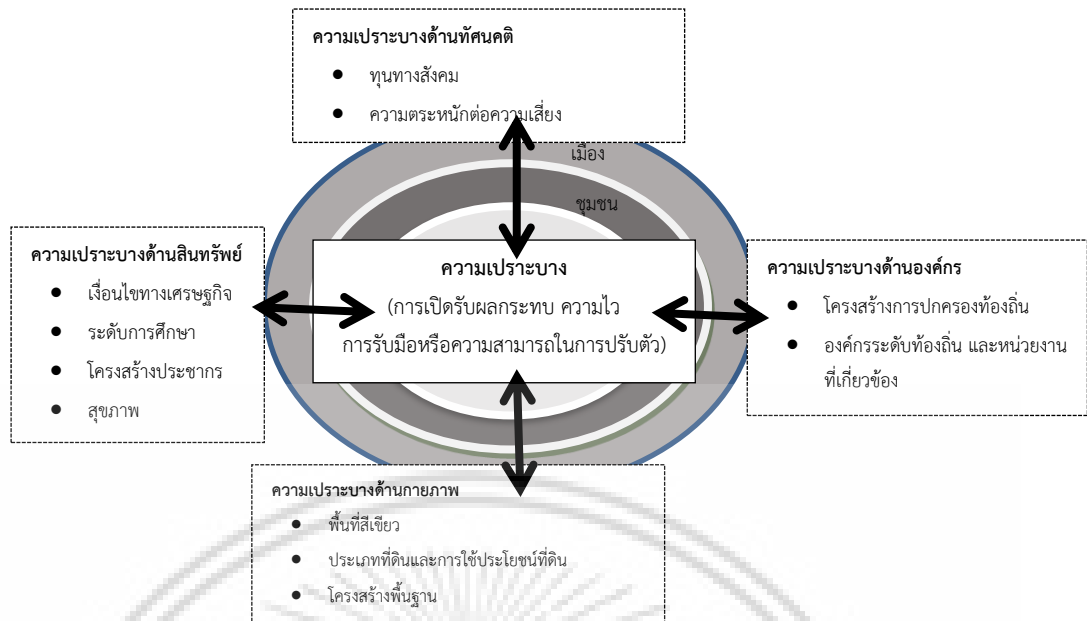 ความเปราะบางด้านทัศนคติ
● ทุนทางสังคม
● ความตระหนักต่อความเสี่ยง
เมือง
ชุมชน
ความเปราะบางด้านสินทรัพย์
● เงื่อนไขทางเศรษฐกิจ
● ระดับการศึกษา
● โครงสร้างประชากร
● สุขภาพ
ความเปราะบาง
(การเปิดรับผลกระทบ ความไว
การรับมือหรือความสามารถในการปรับตัว)
ความเปราะบางด้านองค์กร
● โครงสร้างการปกครองท้องถิ่น
● องค์กรระดับท้องถิ่น และหน่วยงาน
ที่เกี่ยวข้อง
ความเปราะบางด้านกายภาพ
● พื้นที่สีเขียว
● ประเภทที่ดินและการใช้ประโยชน์ที่ดิน
● โครงสร้างพื้นฐาน